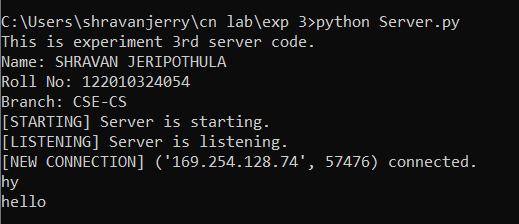 C:\Users\shravanjerry\cn lab\exp 3>python Server.py
This is experiment 3rd server code.
Name: SHRAVAN JERIPOTHULA
Roll No: 122010324054
Branch: CSE-CS
[STARTING] Server is starting.
[LISTENING] Server is listening.
[NEW CONNECTION] ('169.254.128.74', 57476) connected.
hy
hello